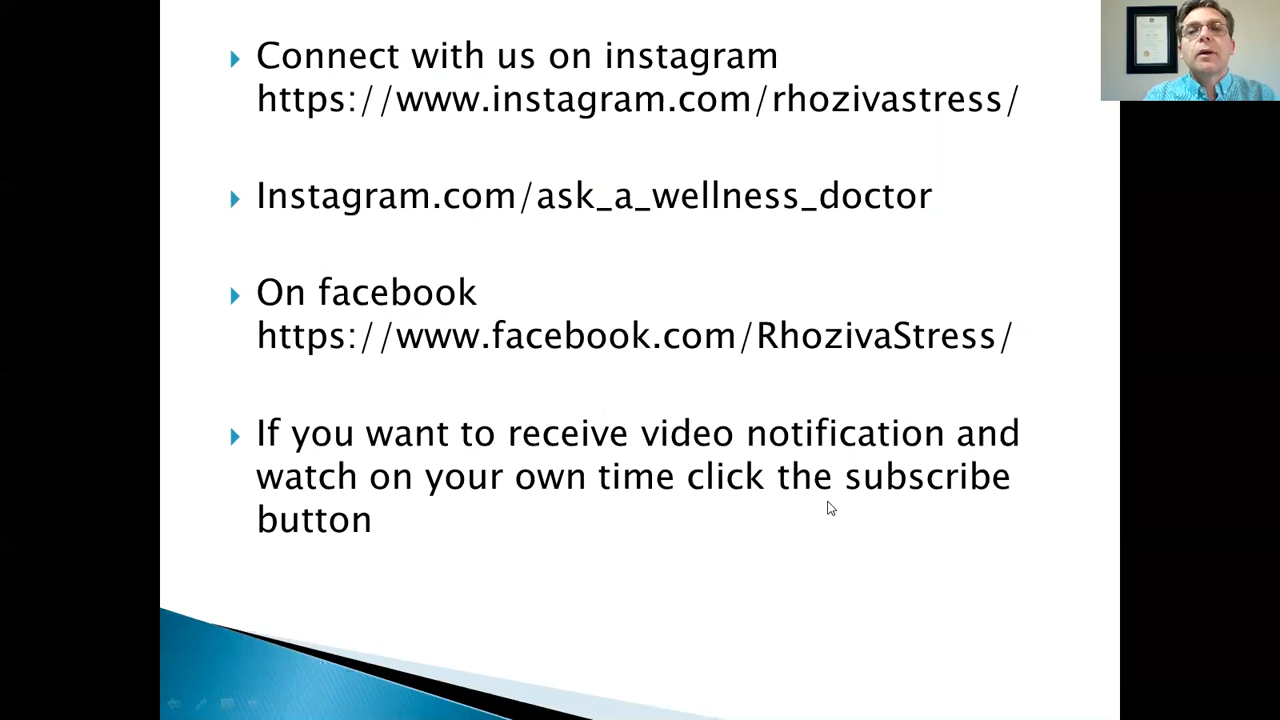 Connect with us on instagram
https://www.instagram.com/rhozivastress/
Instagram.com/ask_a_wellness_doctor
On facebook
https://www.facebook.com/RhozivaStress/
If you want to receive video notification and
watch on your own time click the subscribe
button